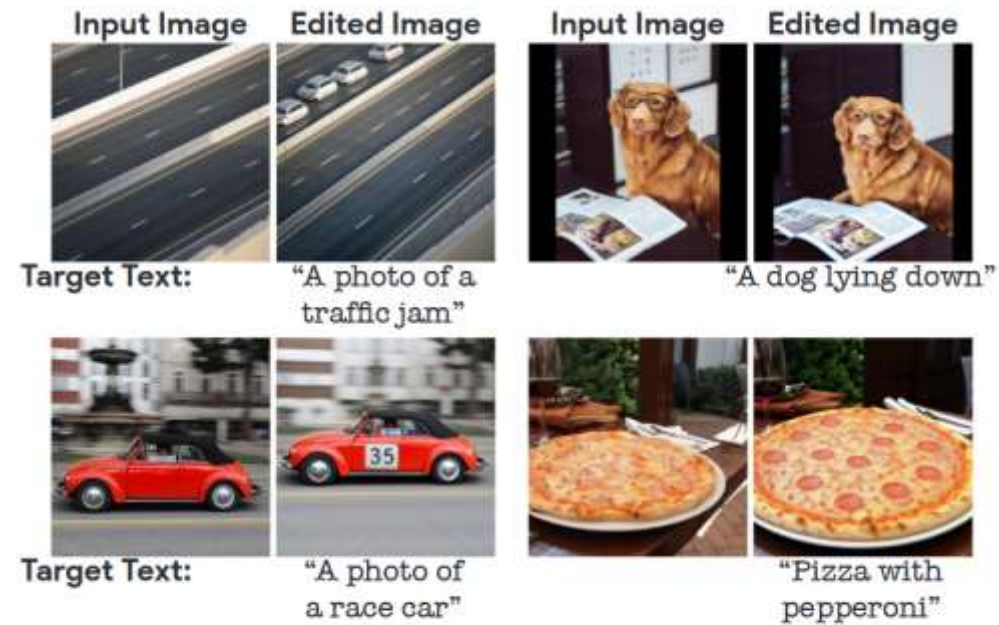 Input Image Edited Image Input Image Edited Image
Target Text: “A photo of a traffic jam” “A dog lying down”
35
Target Text: “A photo of a race car” “Pizza with pepperoni”